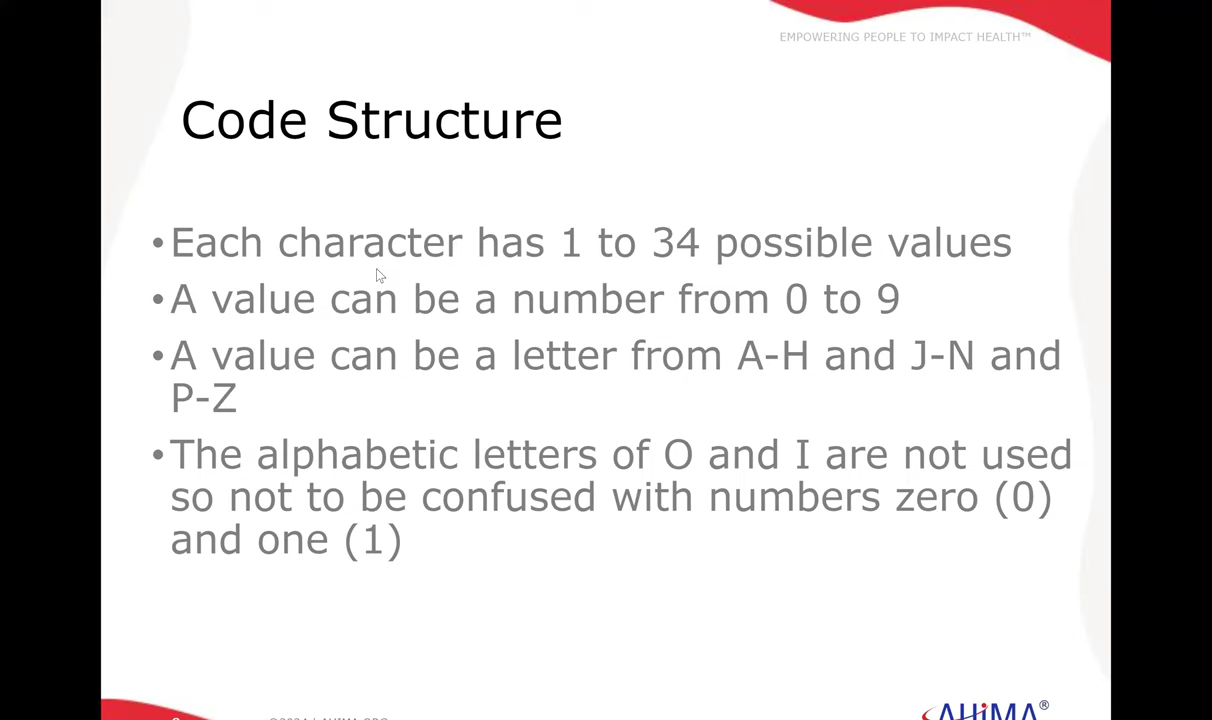 EMPOWERING PEOPLE TO IMPACT HEALTH™
Code Structure
•Each character has 1 to 34 possible values
•A value can be a number from 0 to 9
•A value can be a letter from A-H and J-N and
P-Z
•The alphabetic letters of O and I are not used
so not to be confused with numbers zero (0)
and one (1)
AHIMA®